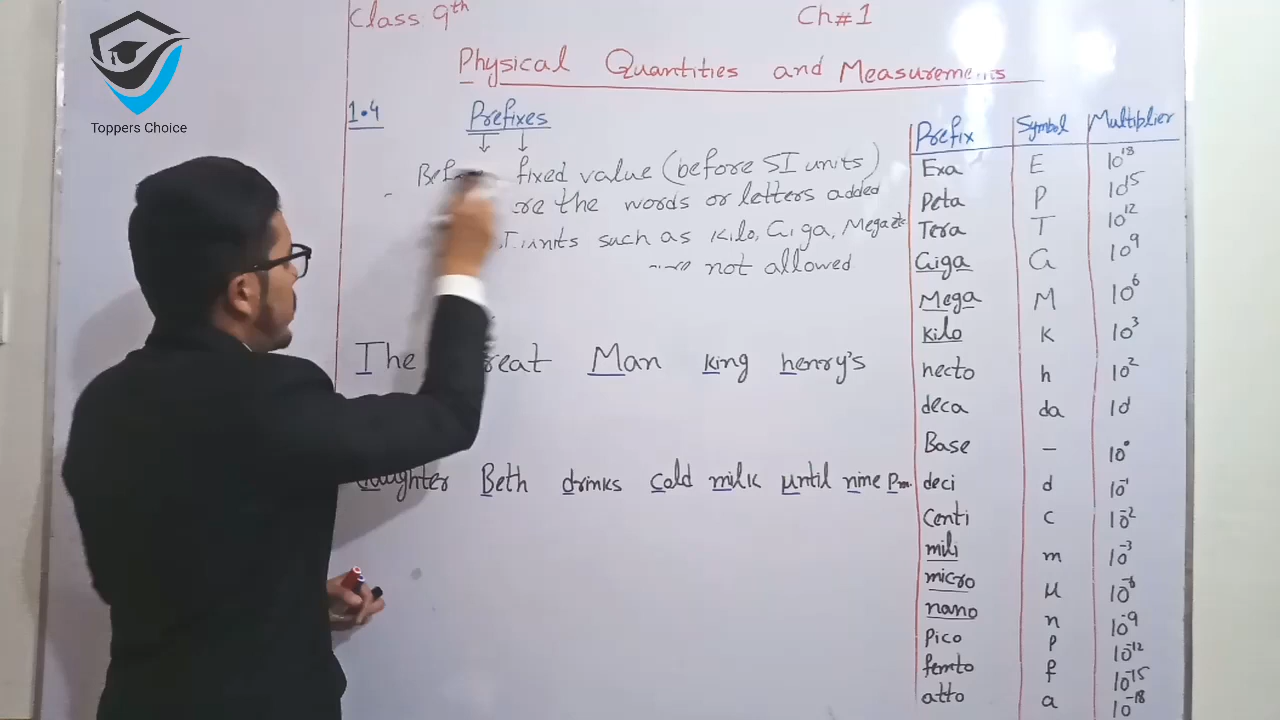 Toppers Choice
Class 9th Ch#1
Physical Quantities and Measurements
1.4 Prefixes
fixed value (before SI units)
the words or letters added
units such as Kilo, Giga, Mega etc
not allowed
The Man king henry's
daughter Beth drinks cold milk until nine Pm.
Prefix Symbol Multiplier
Exa E 10^18
Peta P 10^15
Tera T 10^12
Giga G 10^9
Mega M 10^6
Kilo k 10^3
hecto h 10^2
deca da 10^1
Base – 10^0
deci d 10^-1
Centi c 10^-2
mili m 10^-3
micro μ 10^-6
nano n 10^-9
Pico p 10^-12
femto f 10^-15
atto a 10^-18